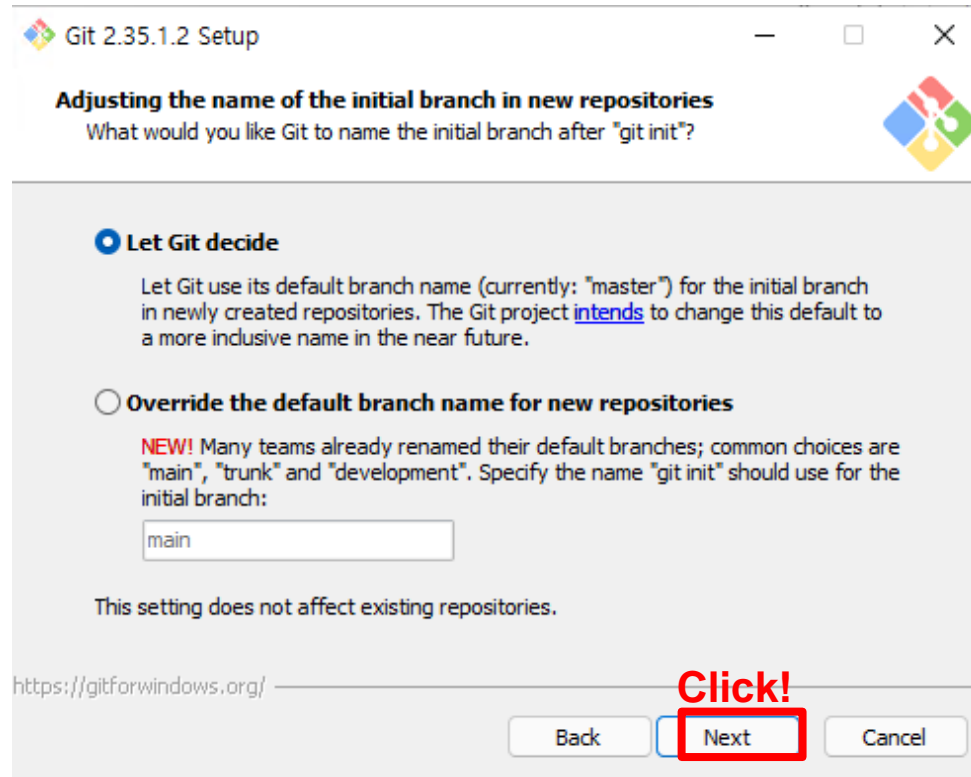 Git 2.35.1.2 Setup
Adjusting the name of the initial branch in new repositories
What would you like Git to name the initial branch after "git init"?
Let Git decide
Let Git use its default branch name (currently: "master") for the initial branch
in newly created repositories. The Git project intends to change this default to
a more inclusive name in the near future.
Override the default branch name for new repositories
NEW! Many teams already renamed their default branches; common choices are
"main", "trunk" and "development". Specify the name "git init" should use for the
initial branch:
main
This setting does not affect existing repositories.
https://gitforwindows.org/
Click!
Back Next Cancel